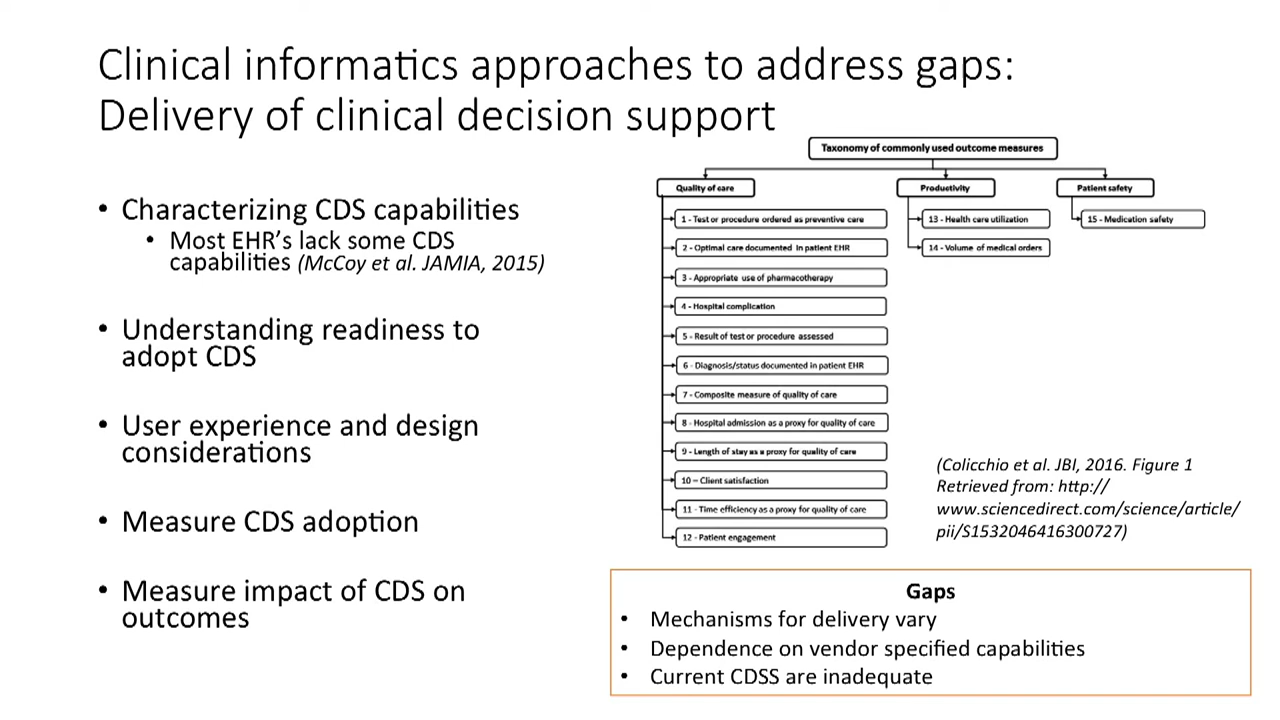 Clinical informatics approaches to address gaps:
Delivery of clinical decision support
• Characterizing CDS capabilities
• Most EHR's lack some CDS
capabilities (McCoy et al. JAMIA, 2015)
• Understanding readiness to
adopt CDS
• User experience and design
considerations
• Measure CDS adoption
• Measure impact of CDS on
outcomes
Taxonomy of commonly used outcome measures
Quality of care
1 - Test or procedure ordered as preventive care
2 - Optimal care documented in patient EHR
3 - Appropriate use of pharmacotherapy
4 - Hospital complication
5 - Result of test or procedure assessed
6 - Diagnosis/status documented in patient EHR
7 - Composite measure of quality of care
8 - Hospital admission as a proxy for quality of care
9 - Length of stay as a proxy for quality of care
10 – Client satisfaction
11 - Time efficiency as a proxy for quality of care
12 - Patient engagement
Productivity
13 - Health care utilization
14 - Volume of medical orders
Patient safety
15 - Medication safety
(Colicchio et al. JBI, 2016. Figure 1
Retrieved from: http://
www.sciencedirect.com/science/article/
pii/S1532046416300727)
Gaps
• Mechanisms for delivery vary
• Dependence on vendor specified capabilities
• Current CDSS are inadequate